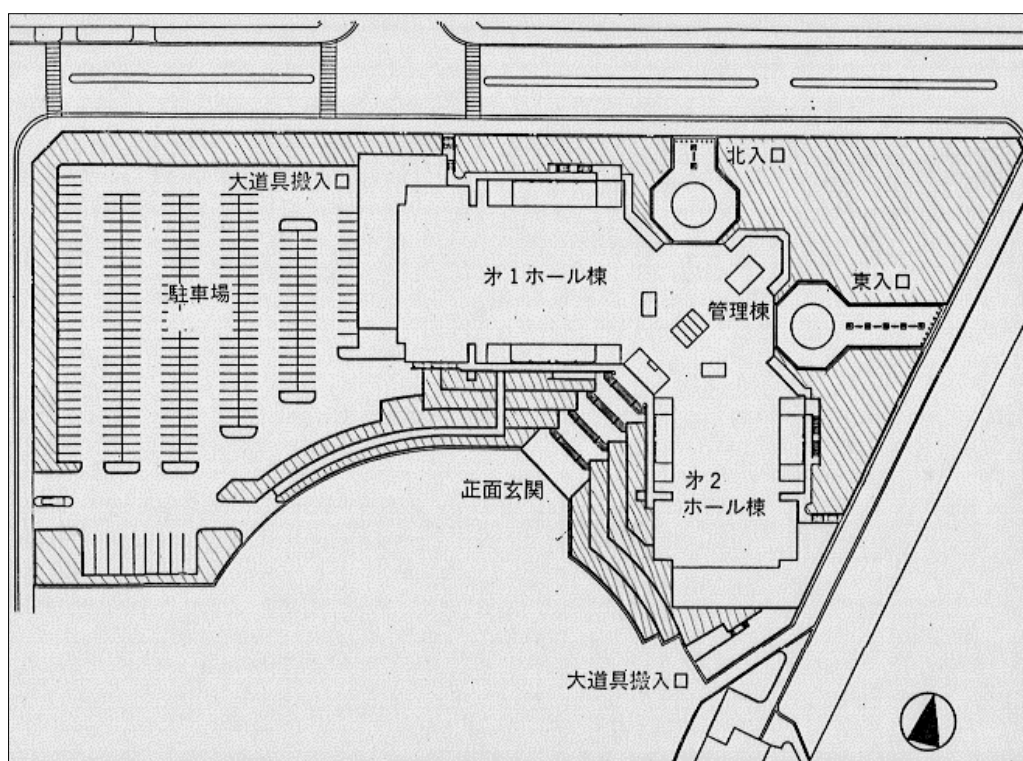 北入口
大道具搬入口
才1ホール棟
東入口
駐車場
管理棟
正面玄関
才2
ホール棟
大道具搬入口